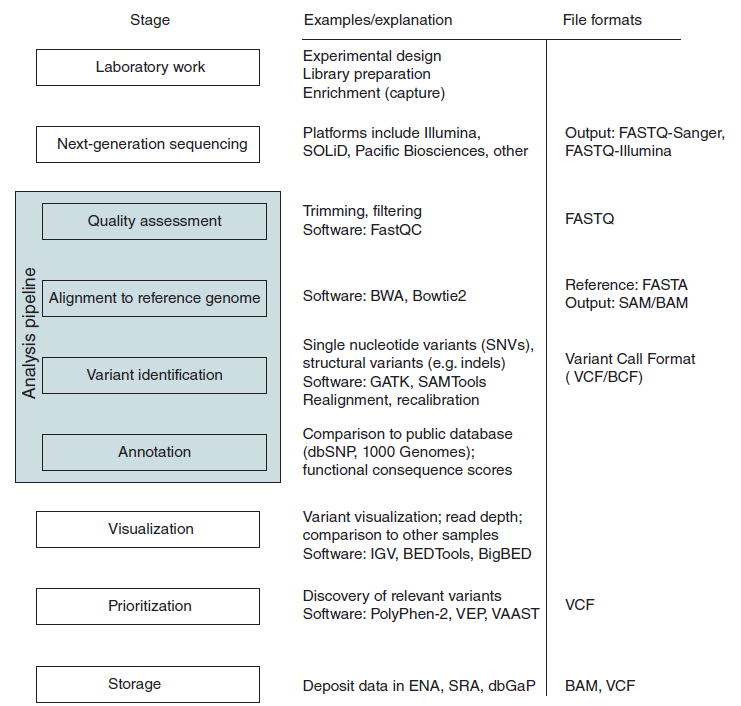 Stage
Examples/explanation
File formats
Laboratory work
Experimental design
Library preparation
Enrichment (capture)
Next-generation sequencing
Platforms include Illumina,
SOLiD, Pacific Biosciences, other
Output: FASTQ-Sanger,
FASTQ-Illumina
Analysis pipeline
Quality assessment
Trimming, filtering
Software: FastQC
FASTQ
Alignment to reference genome
Software: BWA, Bowtie2
Reference: FASTA
Output: SAM/BAM
Variant identification
Single nucleotide variants (SNVs),
structural variants (e.g. indels)
Software: GATK, SAMTools
Realignment, recalibration
Variant Call Format
( VCF/BCF)
Annotation
Comparison to public database
(dbSNP, 1000 Genomes);
functional consequence scores
Visualization
Variant visualization; read depth;
comparison to other samples
Software: IGV, BEDTools, BigBED
Prioritization
Discovery of relevant variants
Software: PolyPhen-2, VEP, VAAST
VCF
Storage
Deposit data in ENA, SRA, dbGaP
BAM, VCF